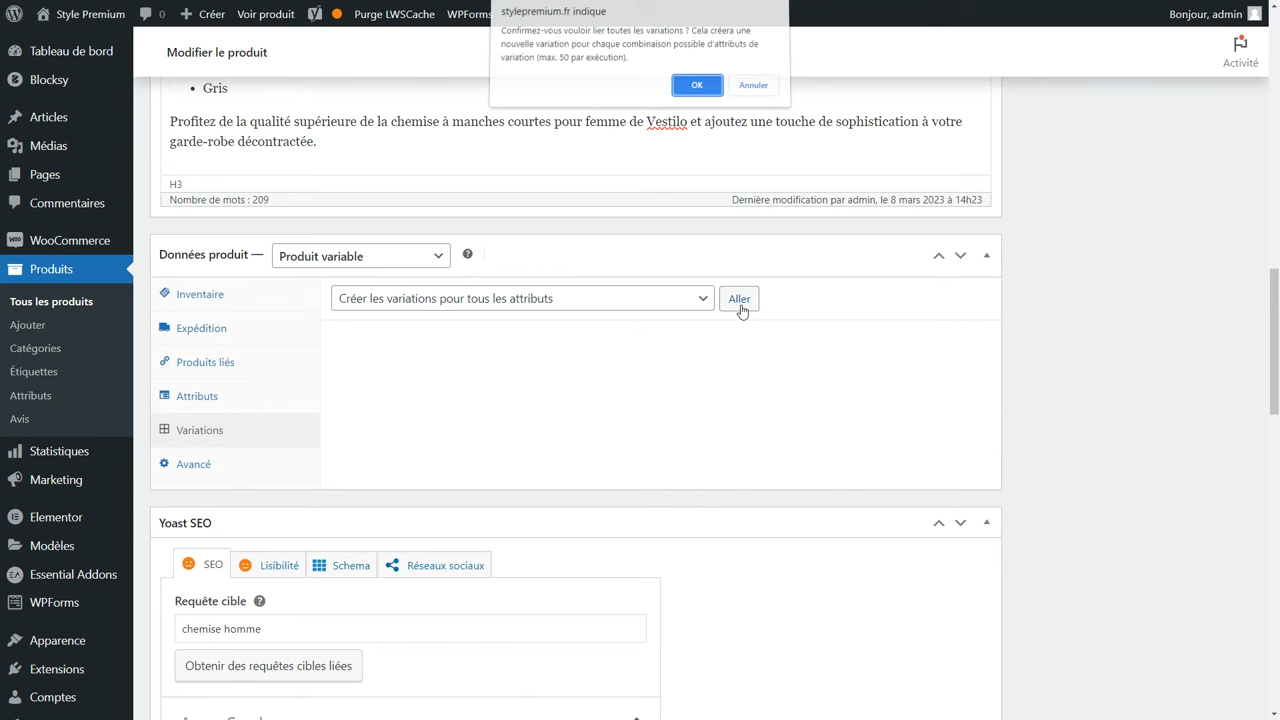 Style Premium
0
Créer
Voir produit
Purge LWSCache
WPForms
Bonjour, admin
stylepremium.fr indique
Confirmez-vous vouloir lier toutes les variations ? Cela créera une
nouvelle variation pour chaque combinaison possible d'attributs de
variation (max. 50 par exécution).
OK
Annuler
Modifier le produit
Activité
Tableau de bord
Blocksy
Articles
Médias
Pages
Commentaires
WooCommerce
Produits
Tous les produits
Ajouter
Catégories
Étiquettes
Attributs
Avis
Statistiques
Marketing
Elementor
Modèles
Essential Addons
WPForms
Apparence
Extensions
Comptes
• Gris
Profitez de la qualité supérieure de la chemise à manches courtes pour femme de Vestilo et ajoutez une touche de sophistication à votre
garde-robe décontractée.
H3
Nombre de mots : 209
Dernière modification par admin, le 8 mars 2023 à 14h23
Données produit —
Produit variable
Inventaire
Expédition
Produits liés
Attributs
Variations
Avancé
Créer les variations pour tous les attributs
Aller
Yoast SEO
SEO
Lisibilité
Schema
Réseaux sociaux
Requête cible
chemise homme
Obtenir des requêtes cibles liées